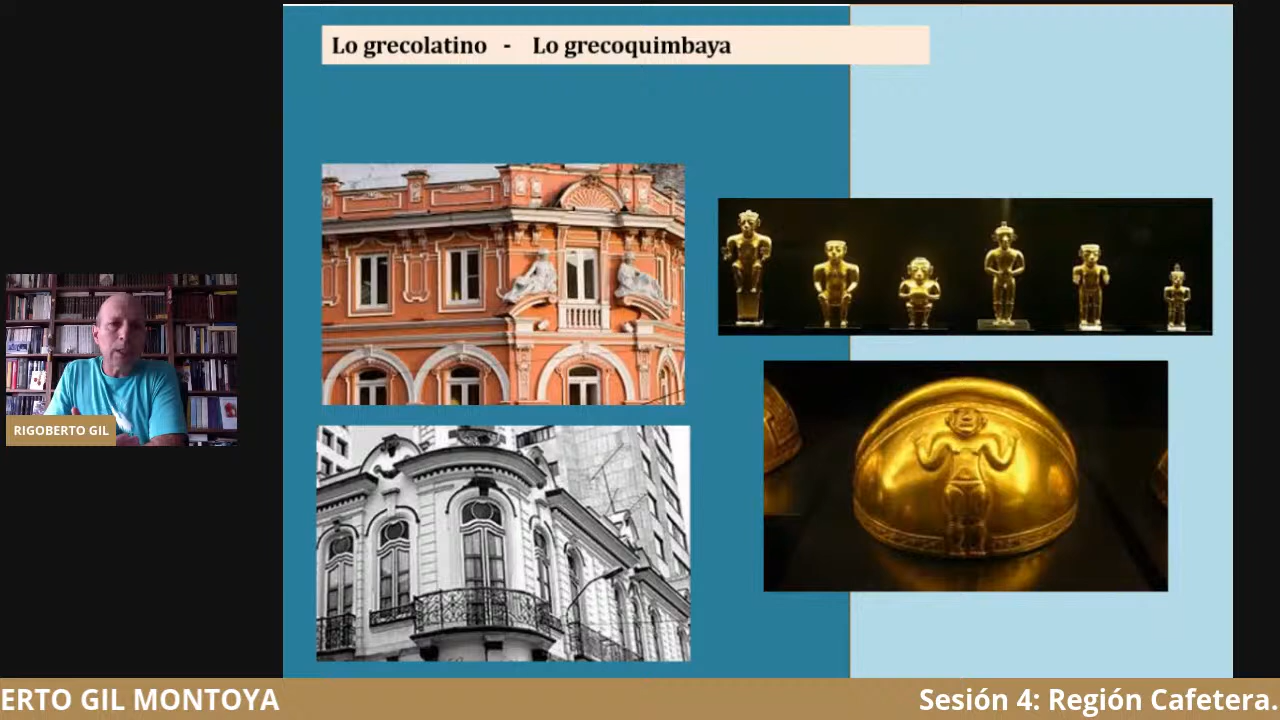 Lo grecolatino - Lo grecoquimbaya
RIGOBERTO GIL
ERTO GIL MONTOYA
Sesión 4: Región Cafetera.